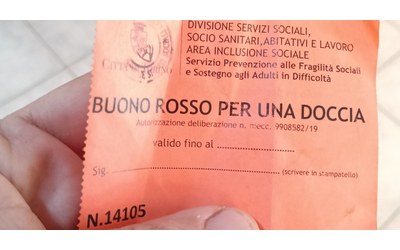 DIVISIONE SERVIZI SOCIALI,
SOCIO SANITARI,ABITATIVI E LAVORO
AREA INCLUSIONE SOCIALE
Servizio Prevenzione alle Fragilità Sociali
e Sostegno agli Adulti in Difficoltà
BUONO ROSSO PER UNA DOCCIA
Autorizzazione deliberazione n. mecc. 9908582/19
valido fino al ........................
Sig. ........................................ (scrivere in stampatello)
N.14105